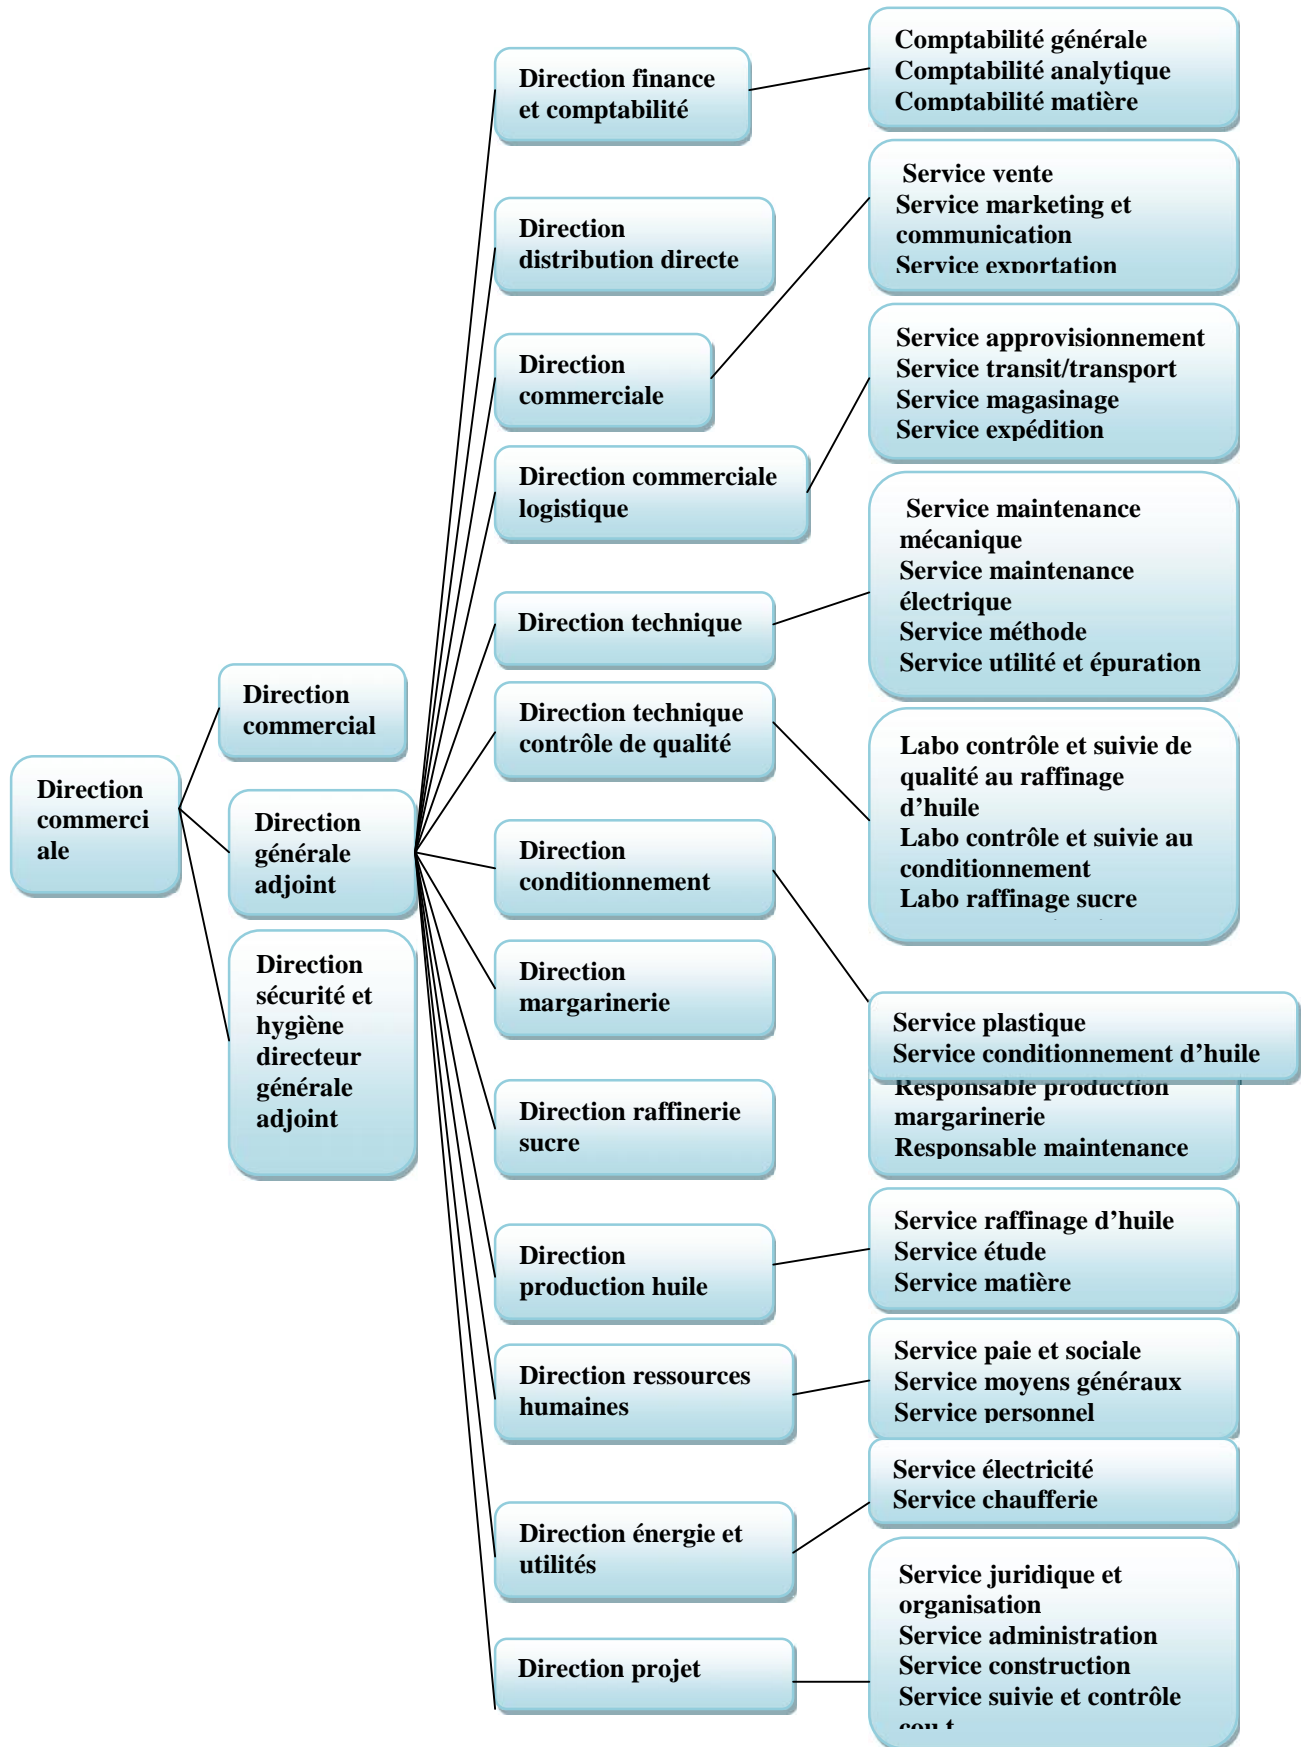 Direction
commerci
ale
Direction
commercial
Direction
générale
adjoint
Direction
sécurité et
hygiène
directeur
générale
adjoint
Direction finance
et comptabilité
Direction
distribution directe
Direction
commerciale
Direction commerciale
logistique
Direction technique
Direction technique
contrôle de qualité
Direction
conditionnement
Direction
margarinerie
Direction raffinerie
sucre
Direction
production huile
Direction ressources
humaines
Direction énergie et
utilités
Direction projet
Comptabilité générale
Comptabilité analytique
Comptabilité matière
Service vente
Service marketing et
communication
Service exportation
Service approvisionnement
Service transit/transport
Service magasinage
Service expédition
Service maintenance
mécanique
Service maintenance
électrique
Service méthode
Service utilité et épuration
Labo contrôle et suivie de
qualité au raffinage
d’huile
Labo contrôle et suivie au
conditionnement
Labo raffinage sucre
Service plastique
Service conditionnement d’huile
Responsable production
margarinerie
Responsable maintenance
Service raffinage d’huile
Service étude
Service matière
Service paie et sociale
Service moyens généraux
Service personnel
Service électricité
Service chaufferie
Service juridique et
organisation
Service administration
Service construction
Service suivie et contrôle
cou t